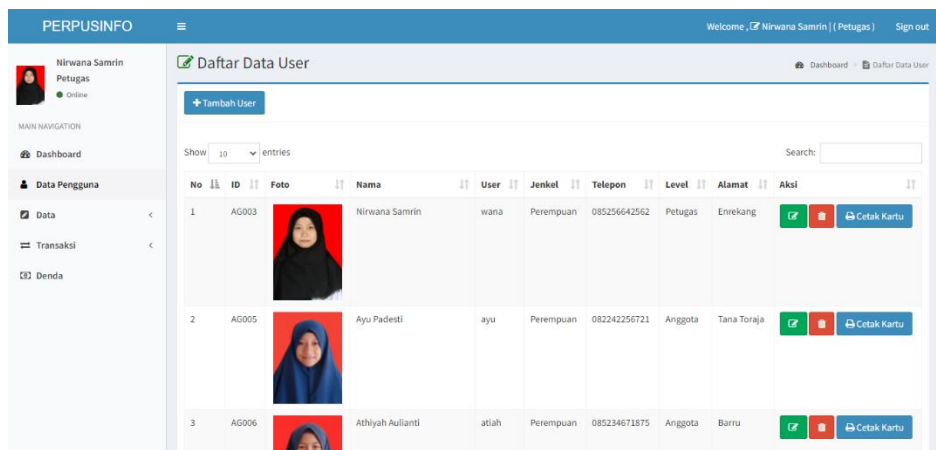 PERPUSINFO
Welcome , Nirwana Samrin | ( Petugas ) Sign out
Nirwana Samrin
Petugas
Online
MAIN NAVIGATION
Dashboard
Data Pengguna
Data
Transaksi
Denda
Daftar Data User
Dashboard Daftar Data User
Tambah User
Show 10 entries Search:
No ID Foto Nama User Jenkel Telepon Level Alamat Aksi
1 AG003 Nirwana Samrin wana Perempuan 085256642562 Petugas Enrekang Cetak Kartu
2 AG005 Ayu Padesti ayu Perempuan 082242256721 Anggota Tana Toraja Cetak Kartu
3 AG006 Athiyah Aulianti atiah Perempuan 085234671875 Anggota Barru Cetak Kartu